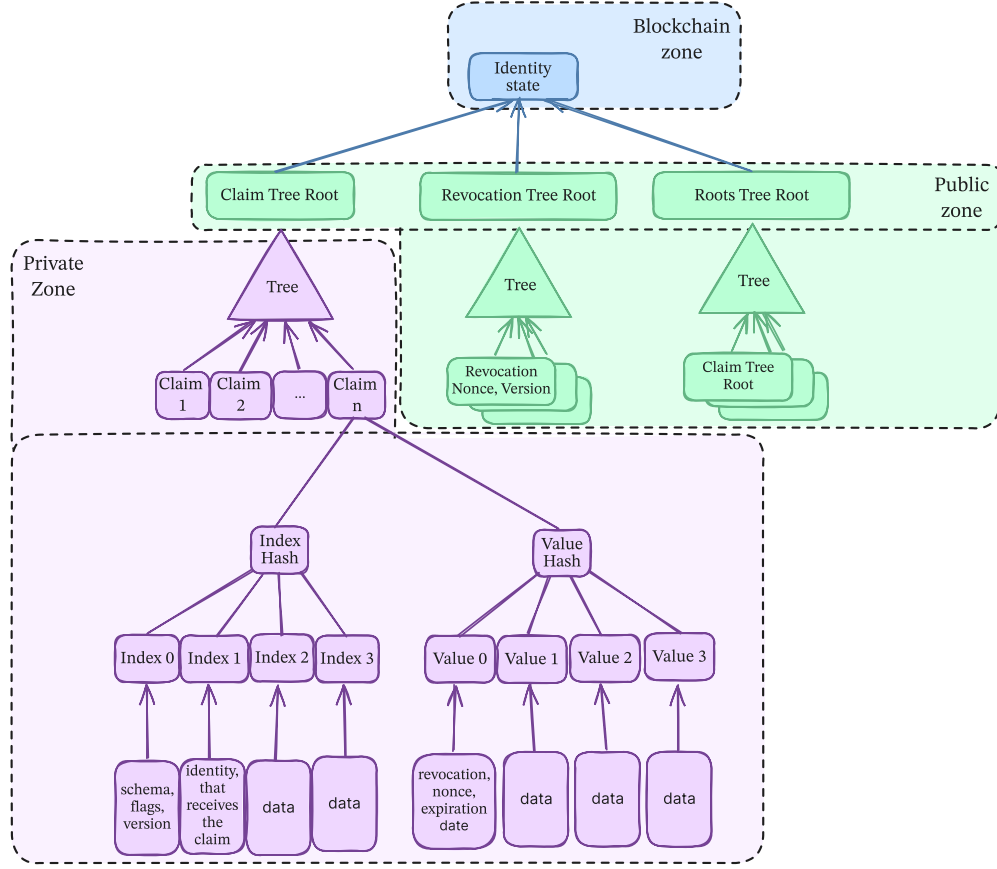 Blockchain
zone
Identity
state
Claim Tree Root
Revocation Tree Root
Roots Tree Root
Public
zone
Private
Zone
Tree
Tree
Tree
Claim
1
Claim
2
...
Claim
n
Revocation
Nonce, Version
Claim Tree
Root
Index
Hash
Value
Hash
Index 0
Index 1
Index 2
Index 3
Value 0
Value 1
Value 2
Value 3
schema,
flags,
version
identity,
that
receives
the
claim
data
data
revocation,
nonce,
expiration
date
data
data
data